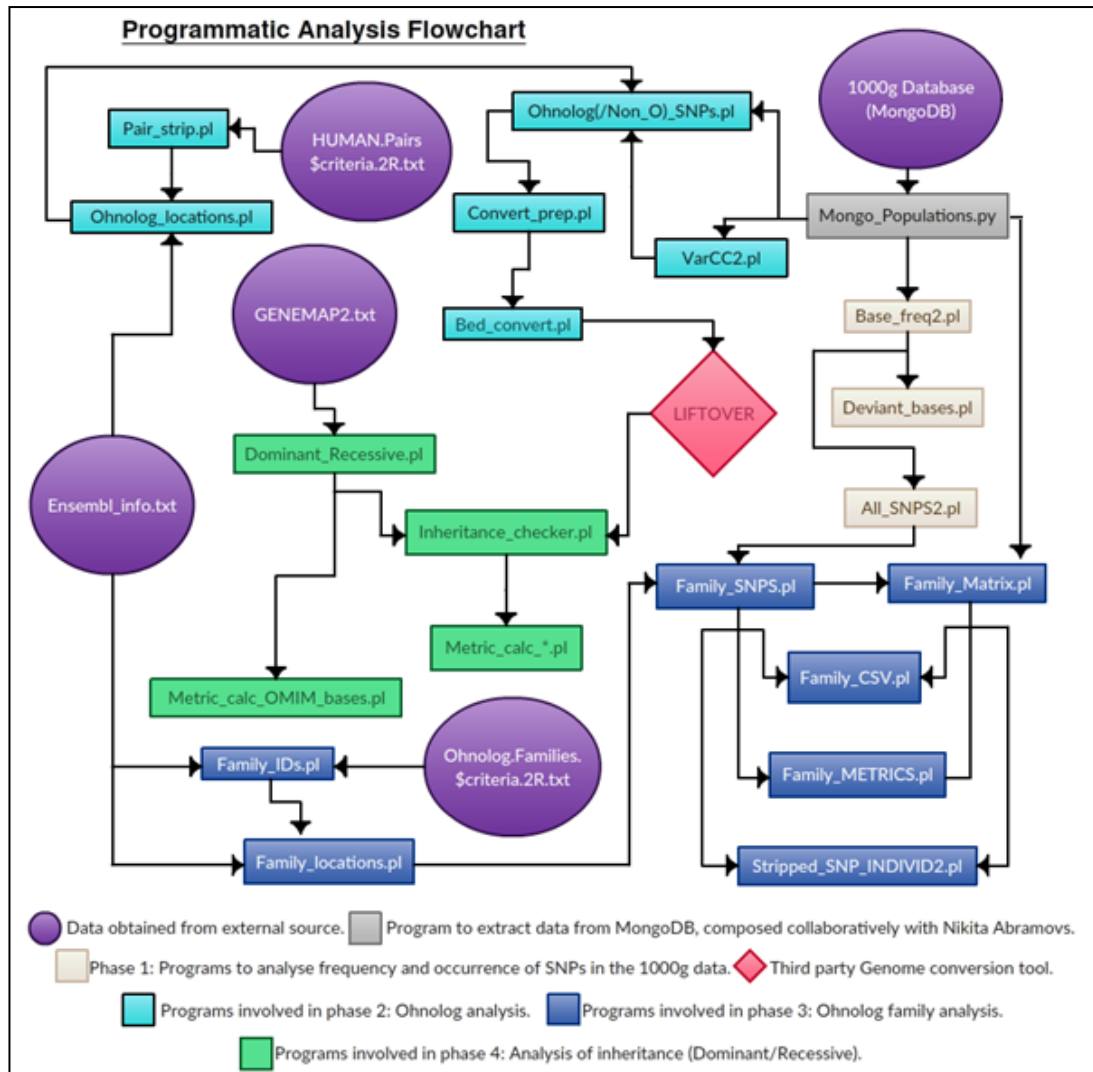 Programmatic Analysis Flowchart
1000g Database
(MongoDB)
Ohnolog(/Non_O)_SNPs.pl
Pair_strip.pl
HUMAN.Pairs
$criteria.2R.txt
Ohnolog_locations.pl
Convert_prep.pl
Mongo_Populations.py
VarCC2.pl
GENEMAP2.txt
Bed_convert.pl
Base_freq2.pl
LIFTOVER
Deviant_bases.pl
Dominant_Recessive.pl
Ensembl_info.txt
All_SNPS2.pl
Inheritance_checker.pl
Family_SNPS.pl
Family_Matrix.pl
Metric_calc_*.pl
Family_CSV.pl
Metric_calc_OMIM_bases.pl
Family_IDs.pl
Ohnolog.Families.
$criteria.2R.txt
Family_METRICS.pl
Family_locations.pl
Stripped_SNP_INDIVID2.pl
Data obtained from external source.
Program to extract data from MongoDB, composed collaboratively with Nikita Abramovs.
Phase 1: Programs to analyse frequency and occurrence of SNPs in the 1000g data.
Third party Genome conversion tool.
Programs involved in phase 2: Ohnolog analysis.
Programs involved in phase 3: Ohnolog family analysis.
Programs involved in phase 4: Analysis of inheritance (Dominant/Recessive).